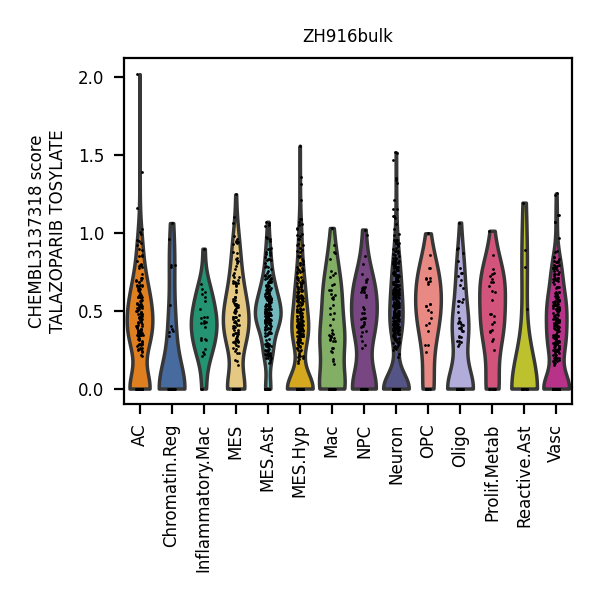 ZH916bulk
CHEMBL3137318 score
TALAZOPARIB TOSYLATE
2.0
1.5
1.0
0.5
0.0
AC
Chromatin.Reg
Inflammatory.Mac
MES
MES.Ast
MES.Hyp
Mac
NPC
Neuron
OPC
Oligo
Prolif.Metab
Reactive.Ast
Vasc